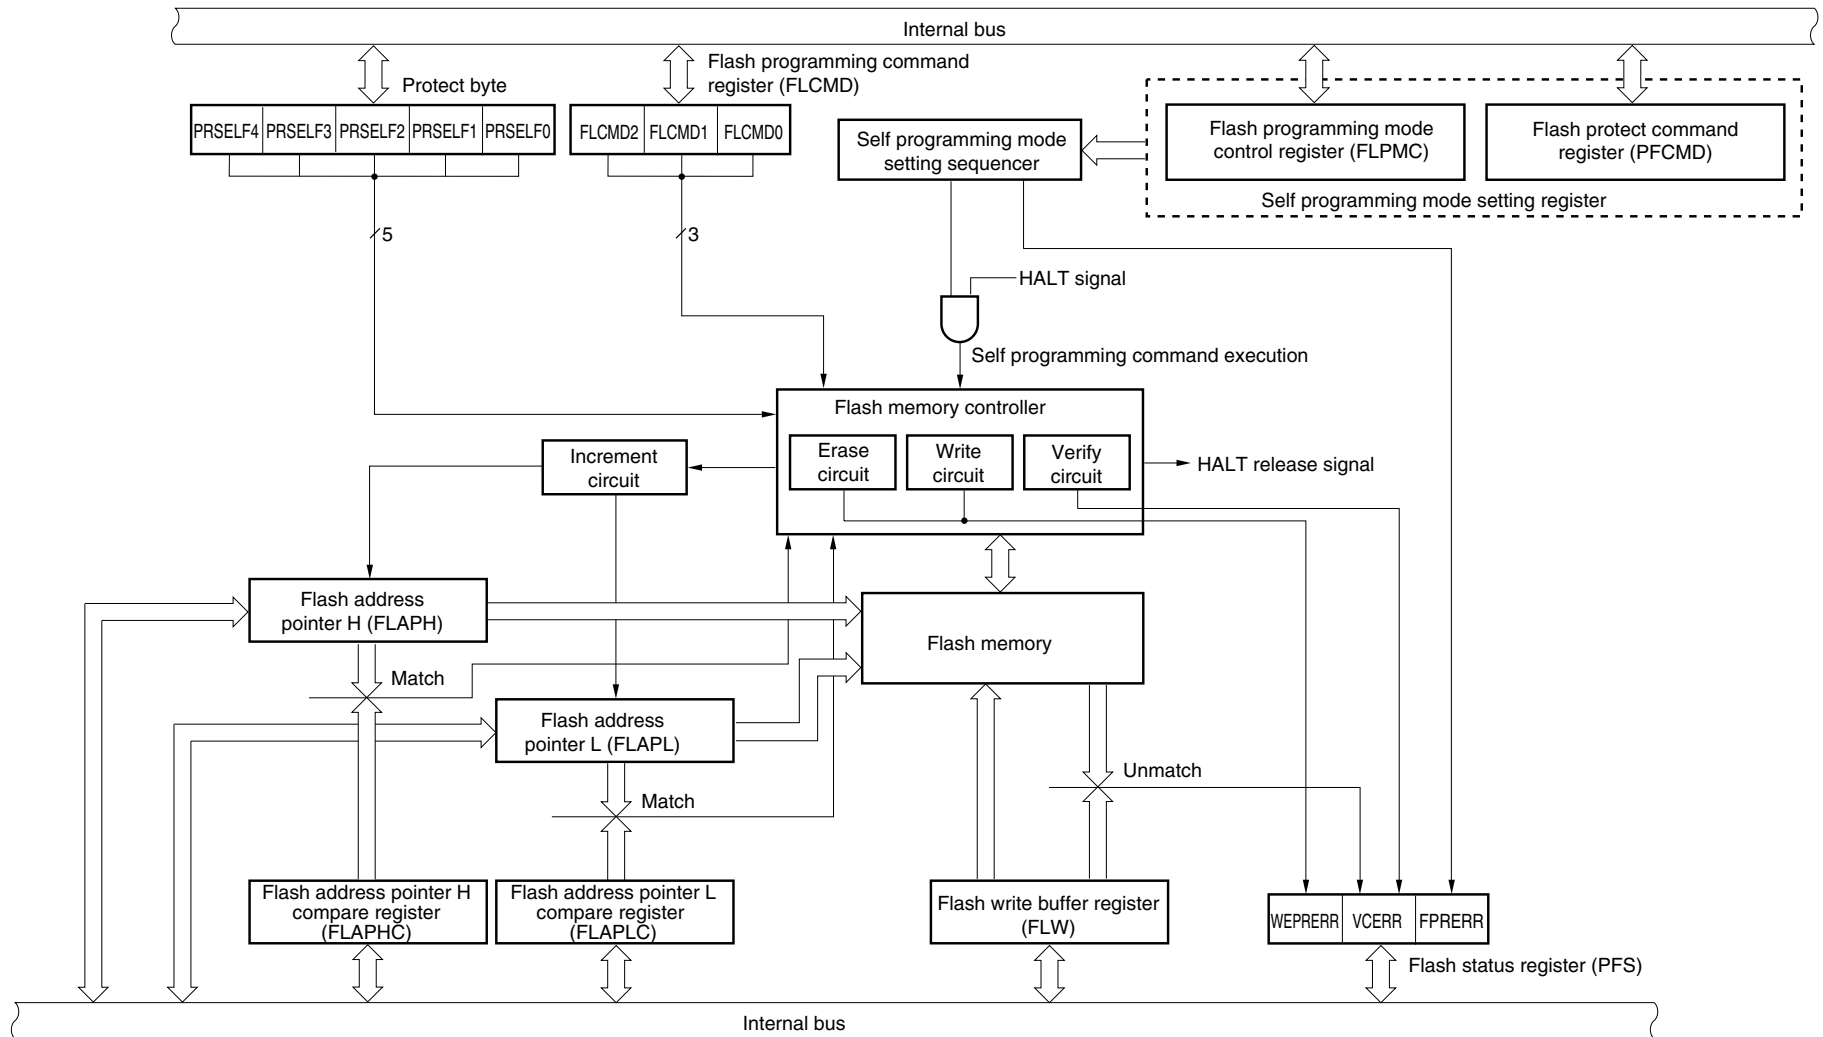 Internal bus
Flash programming command
register (FLCMD)
Protect byte
PRSELF4 PRSELF3 PRSELF2 PRSELF1 PRSELF0
FLCMD2 FLCMD1 FLCMD0
Self programming mode
setting sequencer
Flash programming mode
control register (FLPMC)
Flash protect command
register (PFCMD)
Self programming mode setting register
5
3
HALT signal
Self programming command execution
Flash memory controller
Erase
circuit
Write
circuit
Verify
circuit
Increment
circuit
HALT release signal
Flash address
pointer H (FLAPH)
Flash memory
Match
Flash address
pointer L (FLAPL)
Unmatch
Match
Flash address pointer H
compare register
(FLAPHC)
Flash address pointer L
compare register
(FLAPLC)
Flash write buffer register
(FLW)
WEPRERR VCERR FPRERR
Flash status register (PFS)
Internal bus